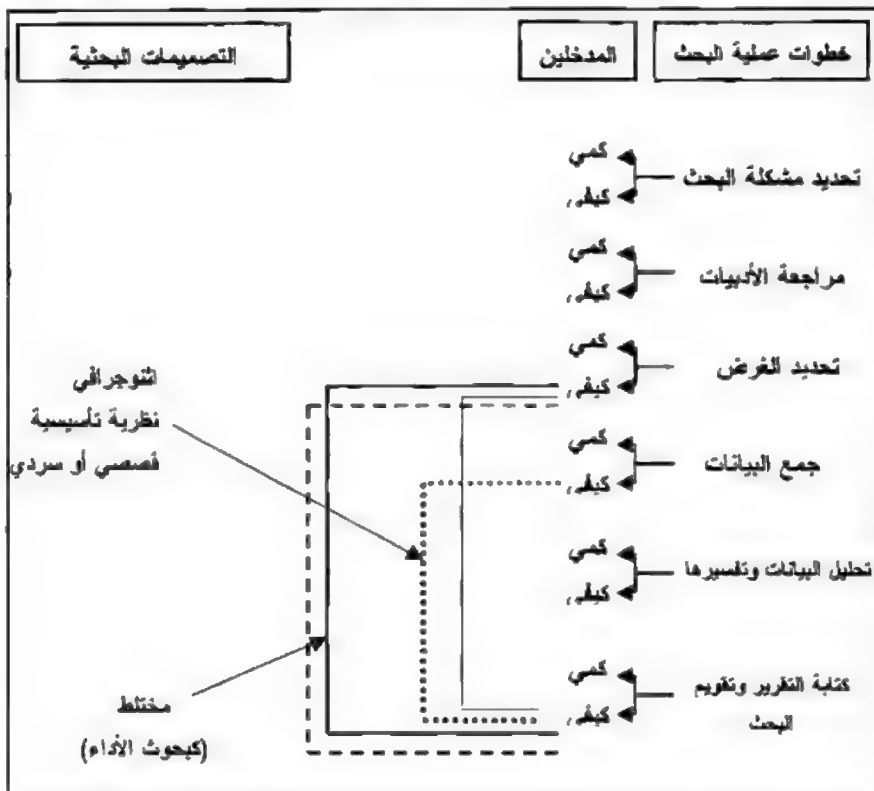 خطوات عملية البحث
المدخلين
التصميمات البحثية
تحديد مشكلة البحث
كمي
كيفي
مراجعة الأدبيات
كمي
كيفي
تحديد الغرض
كمي
كيفي
جمع البيانات
كمي
كيفي
تحليل البيانات وتفسيرها
كمي
كيفي
كتابة التقرير وتقويم
البحث
كمي
كيفي
اثنوجرافي
نظرية تأسيسية
قصصي أو سردي
مختلط
(كبحوث الأداء)